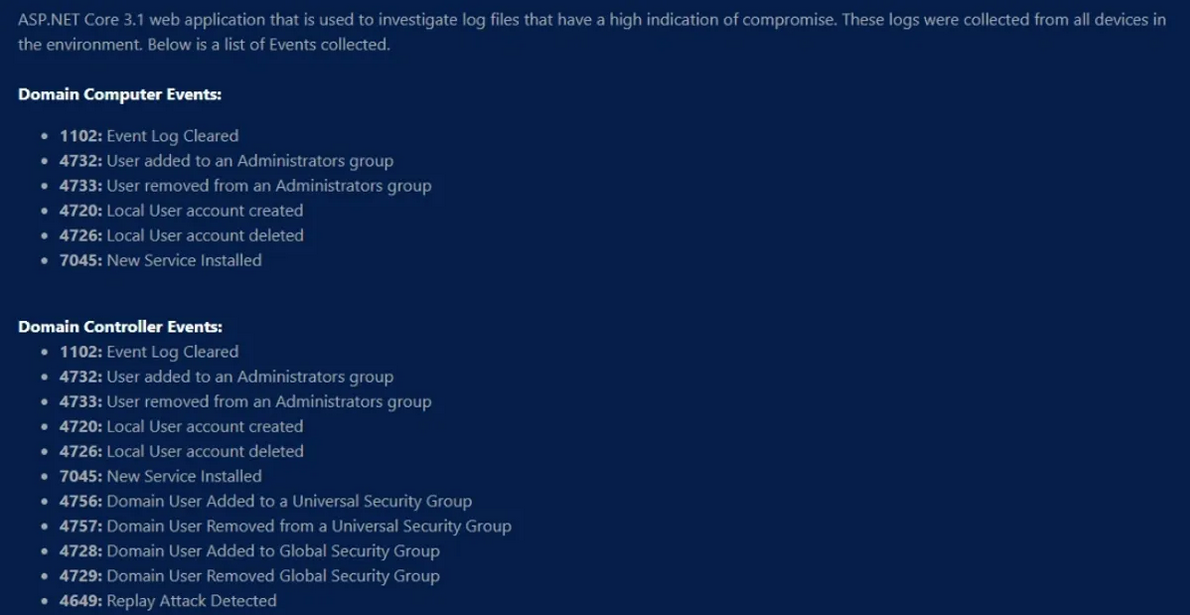 ASP.NET Core 3.1 web application that is used to investigate log files that have a high indication of compromise. These logs were collected from all devices in
the environment. Below is a list of Events collected.
Domain Computer Events:
• 1102: Event Log Cleared
• 4732: User added to an Administrators group
• 4733: User removed from an Administrators group
• 4720: Local User account created
• 4726: Local User account deleted
• 7045: New Service Installed
Domain Controller Events:
• 1102: Event Log Cleared
• 4732: User added to an Administrators group
• 4733: User removed from an Administrators group
• 4720: Local User account created
• 4726: Local User account deleted
• 7045: New Service Installed
• 4756: Domain User Added to a Universal Security Group
• 4757: Domain User Removed from a Universal Security Group
• 4728: Domain User Added to Global Security Group
• 4729: Domain User Removed Global Security Group
• 4649: Replay Attack Detected